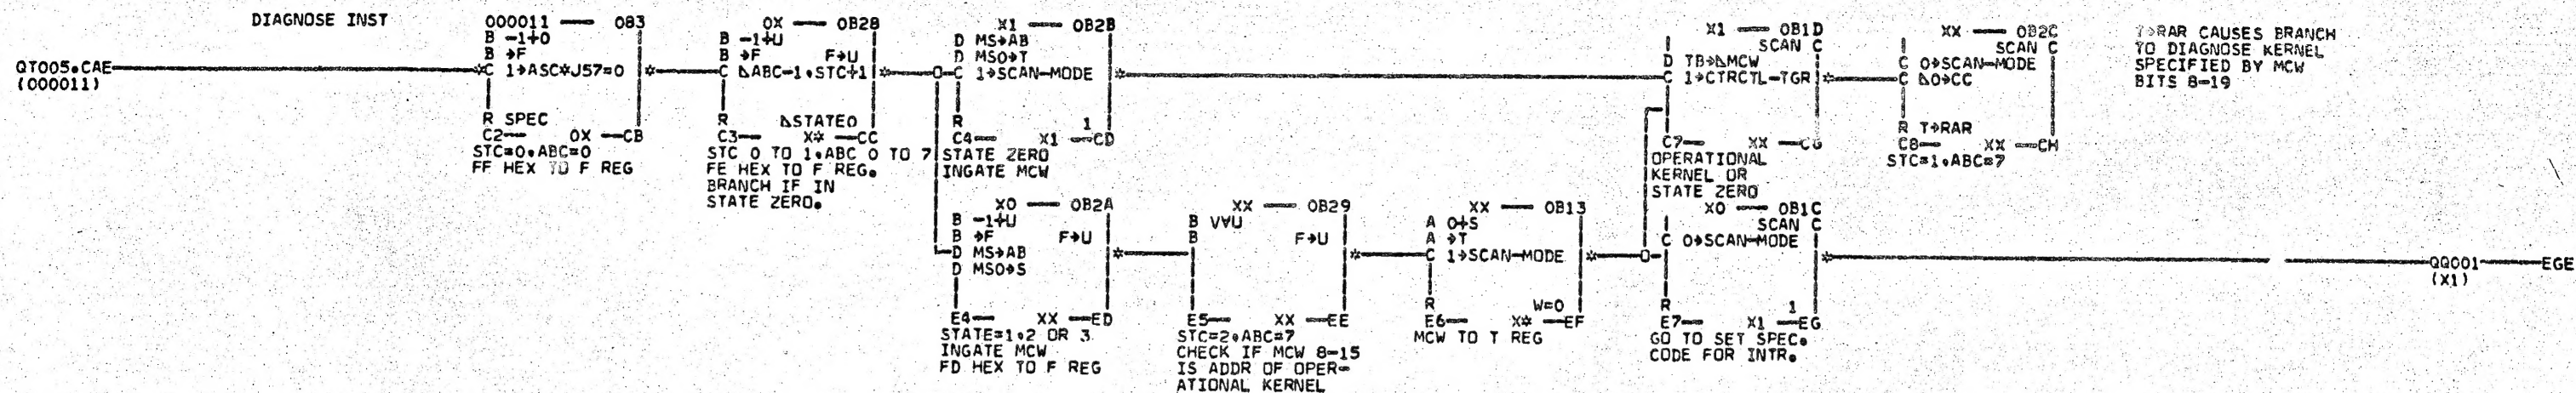 DIAGNOSE INST
QT005.CAE
(000011)
000011 — 083
B -1+0
B →F
*C 1→ASC*J57=0 *
R SPEC
C2— 0X —CB
STC=0.ABC=0
FF HEX TO F REG
0X — 0B28
B -1+U
B →F F→U
C ΔABC-1.STC+1 *
R ΔSTATE0
C3— X* —CC
STC 0 TO 1.ABC 0 TO 7
FE HEX TO F REG.
BRANCH IF IN
STATE ZERO.
X1 — 0B2B
D MS→AB
D MS0→T
C 1→SCAN-MODE *
R 1
C4— X1 —CD
STATE ZERO
INGATE MCW
X0 — 0B2A
B -1+U
B →F F→U
D MS→AB *
D MS0→S
E4— XX —ED
STATE=1.2 OR 3
INGATE MCW
FD HEX TO F REG
XX — 0B29
B V∀U
B F→U
*
E5— XX —EE
STC=2.ABC=7
CHECK IF MCW 8-15
IS ADDR OF OPER-
ATIONAL KERNEL
XX — 0B13
A 0+S
A →T
C 1→SCAN-MODE *
R W=0
E6— X* —EF
MCW TO T REG
X1 — 0B1D
SCAN C
D TB→ΔMCW
C 1→CTRCTL-TGR *
C7— XX —CG
OPERATIONAL
KERNEL OR
STATE ZERO
X0 — 0B1C
SCAN C
C 0→SCAN-MODE
*
R 1
E7— X1 —EG
GO TO SET SPEC.
CODE FOR INTR.
XX — 0B2C
SCAN C
C 0→SCAN-MODE
C Δ0→CC
R T→RAR
C8— XX —CH
STC=1.ABC=7
T→RAR CAUSES BRANCH
TO DIAGNOSE KERNEL
SPECIFIED BY MCW
BITS 8-19
QQ001 —EGE
(X1)